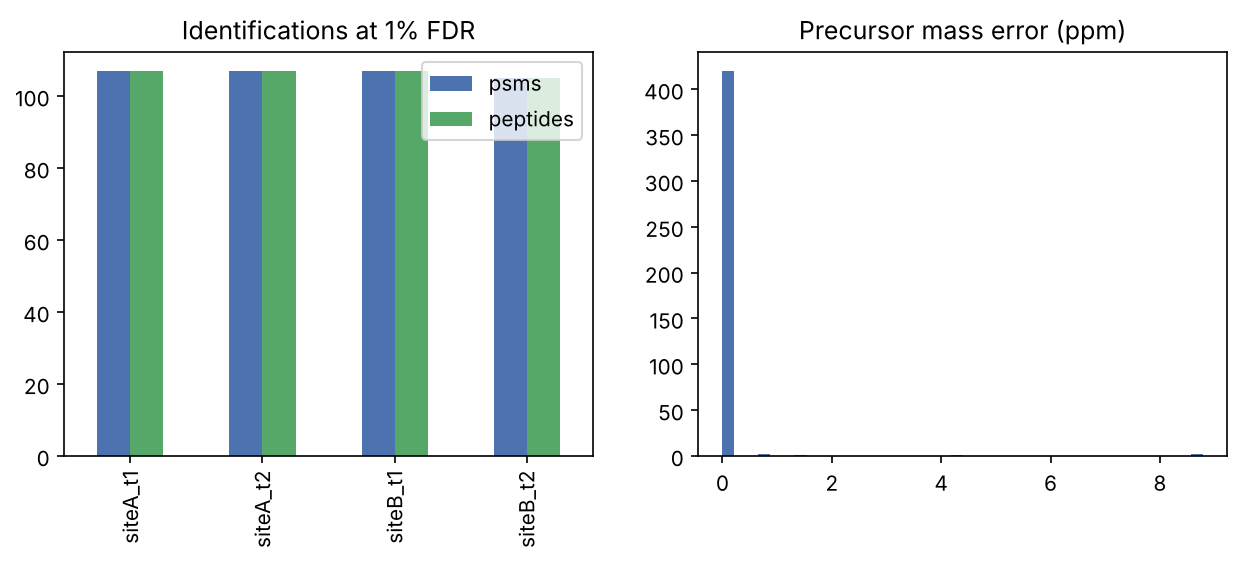 Identifications at 1% FDR
100
80
60
40
20
0
psms
peptides
siteA_t1
siteA_t2
siteB_t1
siteB_t2
Precursor mass error (ppm)
400
350
300
250
200
150
100
50
0
0 2 4 6 8